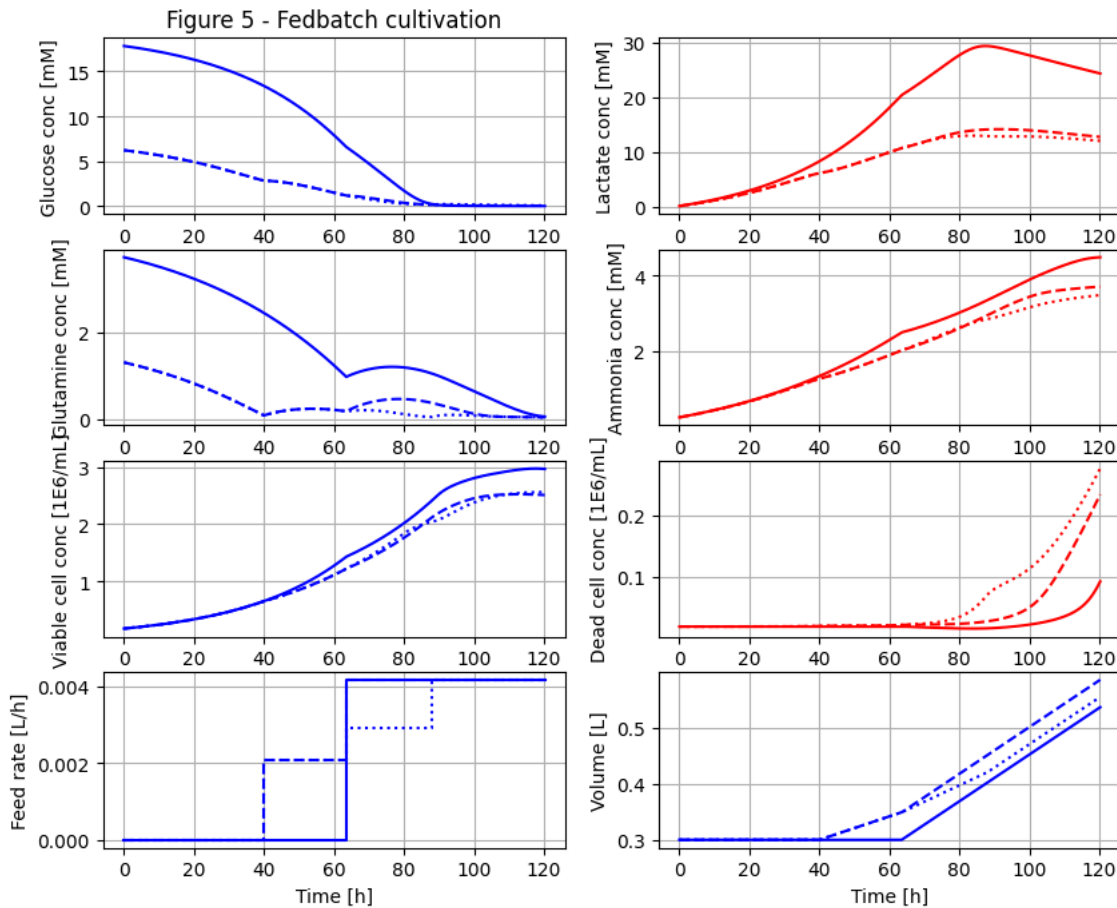 Figure 5 - Fedbatch cultivation
Glucose conc [mM]
15
10
5
0
0 20 40 60 80 100 120
Lactate conc [mM]
30
20
10
0
0 20 40 60 80 100 120
Glutamine conc [mM]
2
0
0 20 40 60 80 100 120
Ammonia conc [mM]
4
2
0 20 40 60 80 100 120
Viable cell conc [1E6/mL]
3
2
1
0 20 40 60 80 100 120
Dead cell conc [1E6/mL]
0.2
0.1
0 20 40 60 80 100 120
Feed rate [L/h]
0.004
0.002
0.000
0 20 40 60 80 100 120
Time [h]
Volume [L]
0.5
0.4
0.3
0 20 40 60 80 100 120
Time [h]